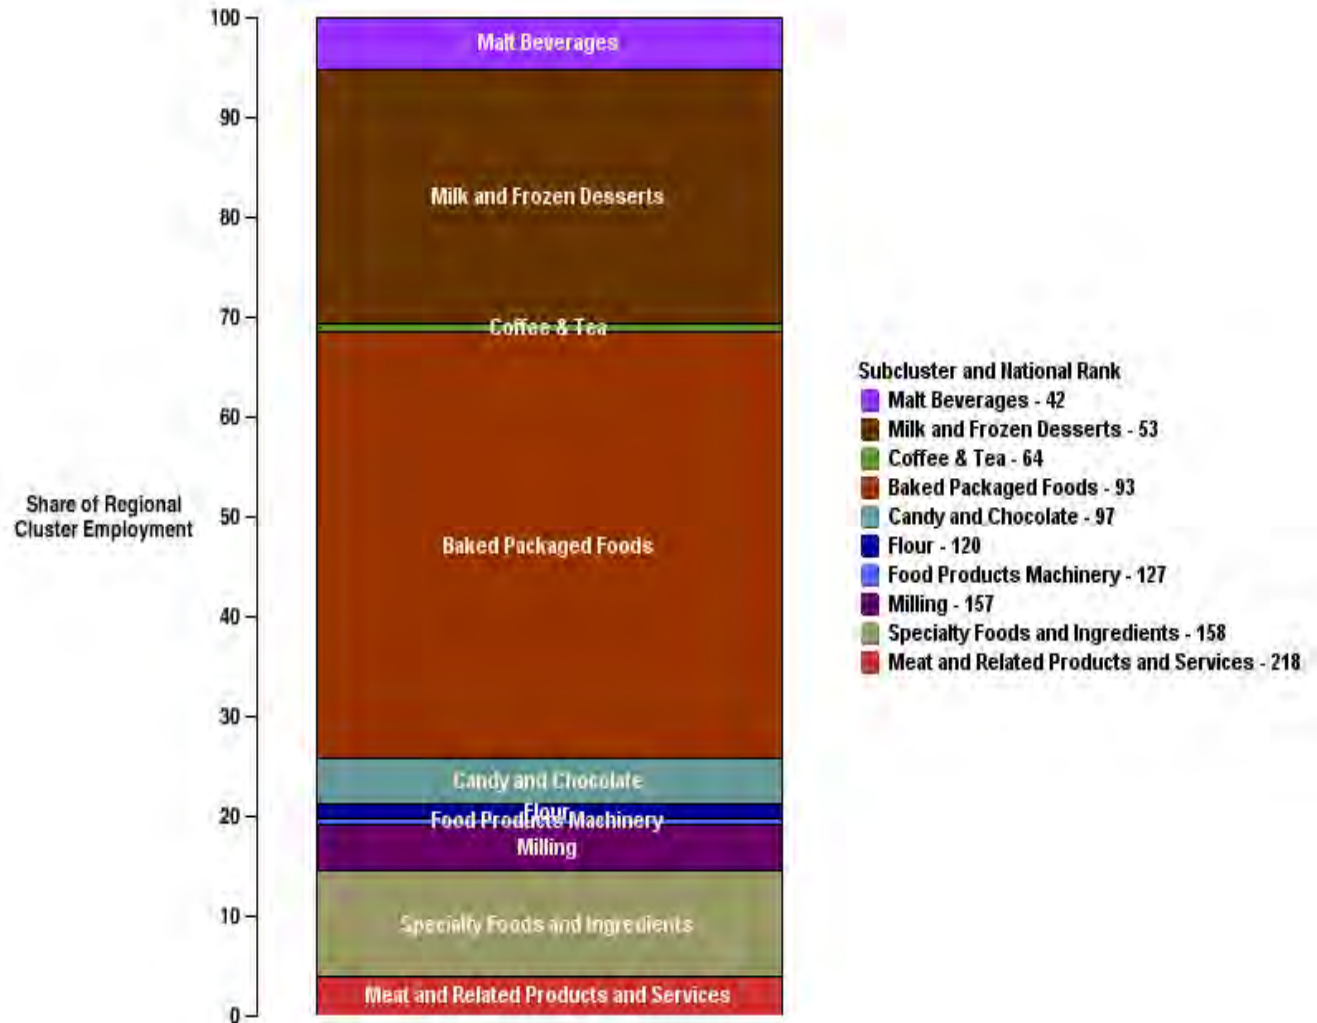 100
90
80
70
60
50
40
30
20
10
0
Share of Regional
Cluster Employment
Malt Beverages
Milk and Frozen Desserts
Coffee & Tea
Baked Packaged Foods
Candy and Chocolate
Flour
Food Products Machinery
Milling
Specialty Foods and Ingredients
Meat and Related Products and Services
Subcluster and National Rank
Malt Beverages - 42
Milk and Frozen Desserts - 53
Coffee & Tea - 64
Baked Packaged Foods - 93
Candy and Chocolate - 97
Flour - 120
Food Products Machinery - 127
Milling - 157
Specialty Foods and Ingredients - 158
Meat and Related Products and Services - 218